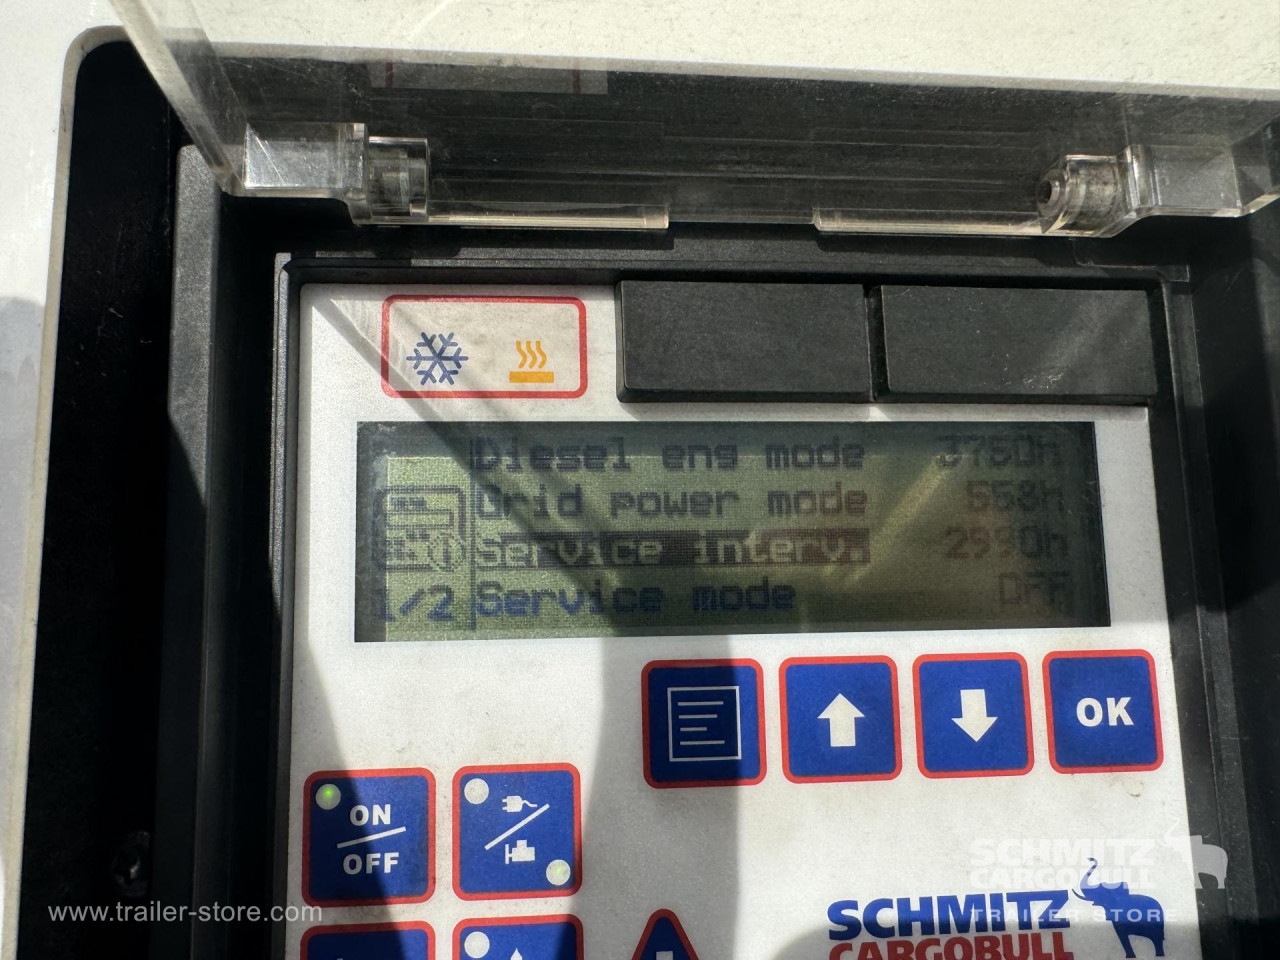 Diesel eng mode 3760h
Grid power mode 558h
Service interv. 2990h
1/2 Service mode Off
OK
ON
OFF
SCHMITZ
CARGOBULL
SCHMITZ
CARGOBULL
TRAILER STORE
www.trailer-store.com